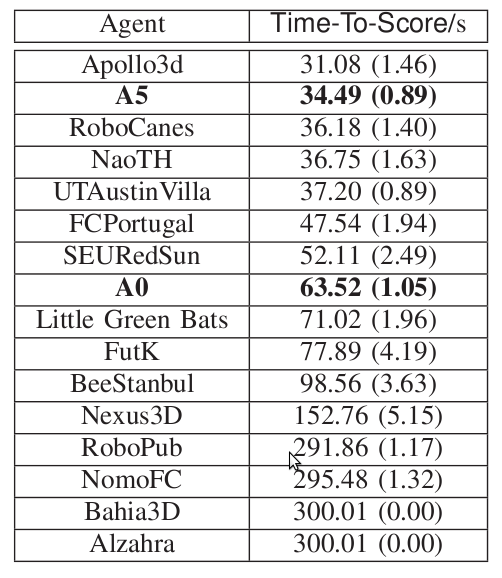 Agent Time-To-Score/s
Apollo3d 31.08 (1.46)
A5 34.49 (0.89)
RoboCanes 36.18 (1.40)
NaoTH 36.75 (1.63)
UTAustinVilla 37.20 (0.89)
FCPortugal 47.54 (1.94)
SEURedSun 52.11 (2.49)
A0 63.52 (1.05)
Little Green Bats 71.02 (1.96)
FutK 77.89 (4.19)
BeeStanbul 98.56 (3.63)
Nexus3D 152.76 (5.15)
RoboPub 291.86 (1.17)
NomoFC 295.48 (1.32)
Bahia3D 300.01 (0.00)
Alzahra 300.01 (0.00)